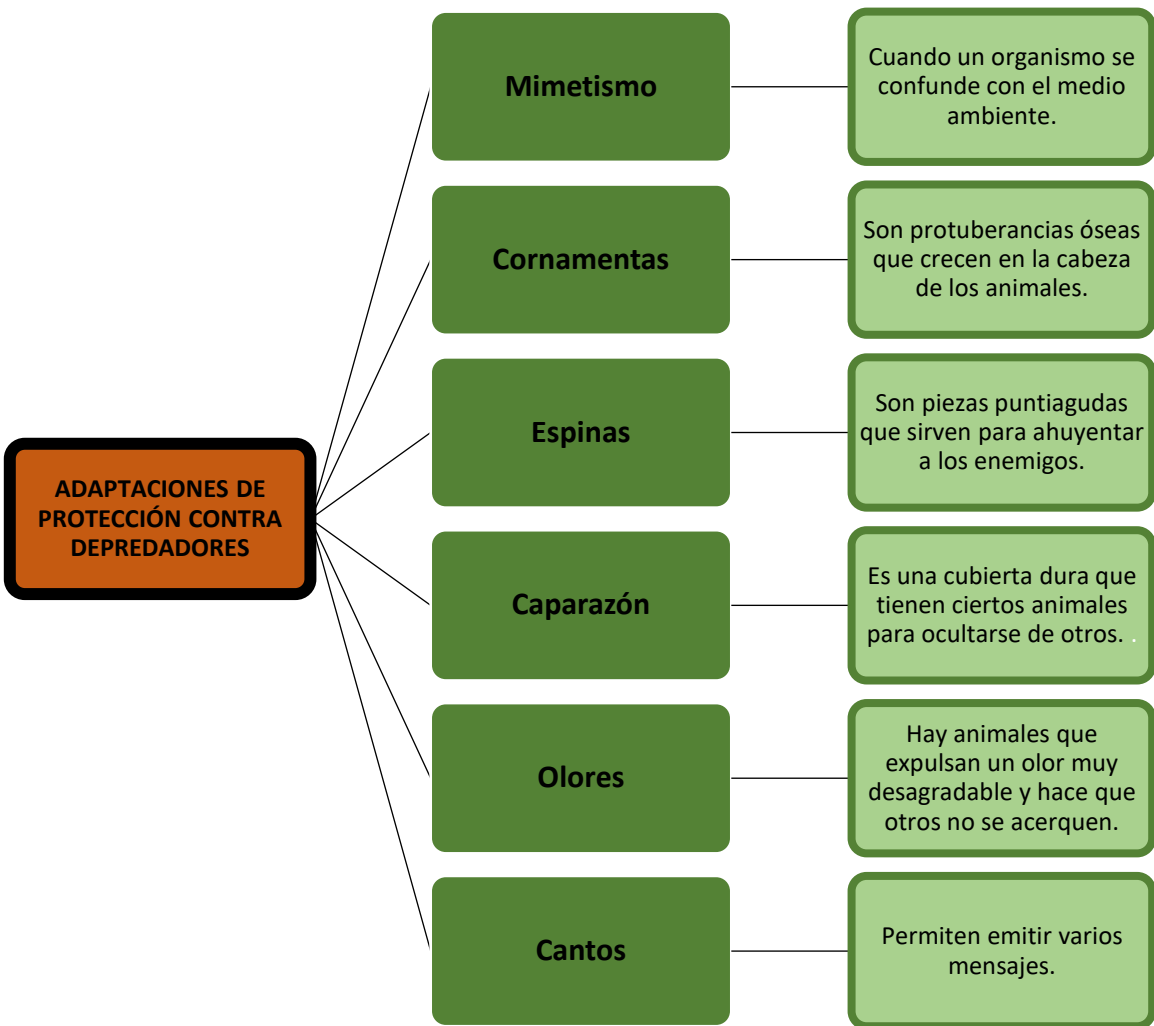 Mimetismo
Cuando un organismo se
confunde con el medio
ambiente.
Cornamentas
Son protuberancias óseas
que crecen en la cabeza
de los animales.
ADAPTACIONES DE
PROTECCIÓN CONTRA
DEPREDADORES
Espinas
Son piezas puntiagudas
que sirven para ahuyentar
a los enemigos.
Caparazón
Es una cubierta dura que
tienen ciertos animales
para ocultarse de otros. .
Olores
Hay animales que
expulsan un olor muy
desagradable y hace que
otros no se acerquen.
Cantos
Permiten emitir varios
mensajes.